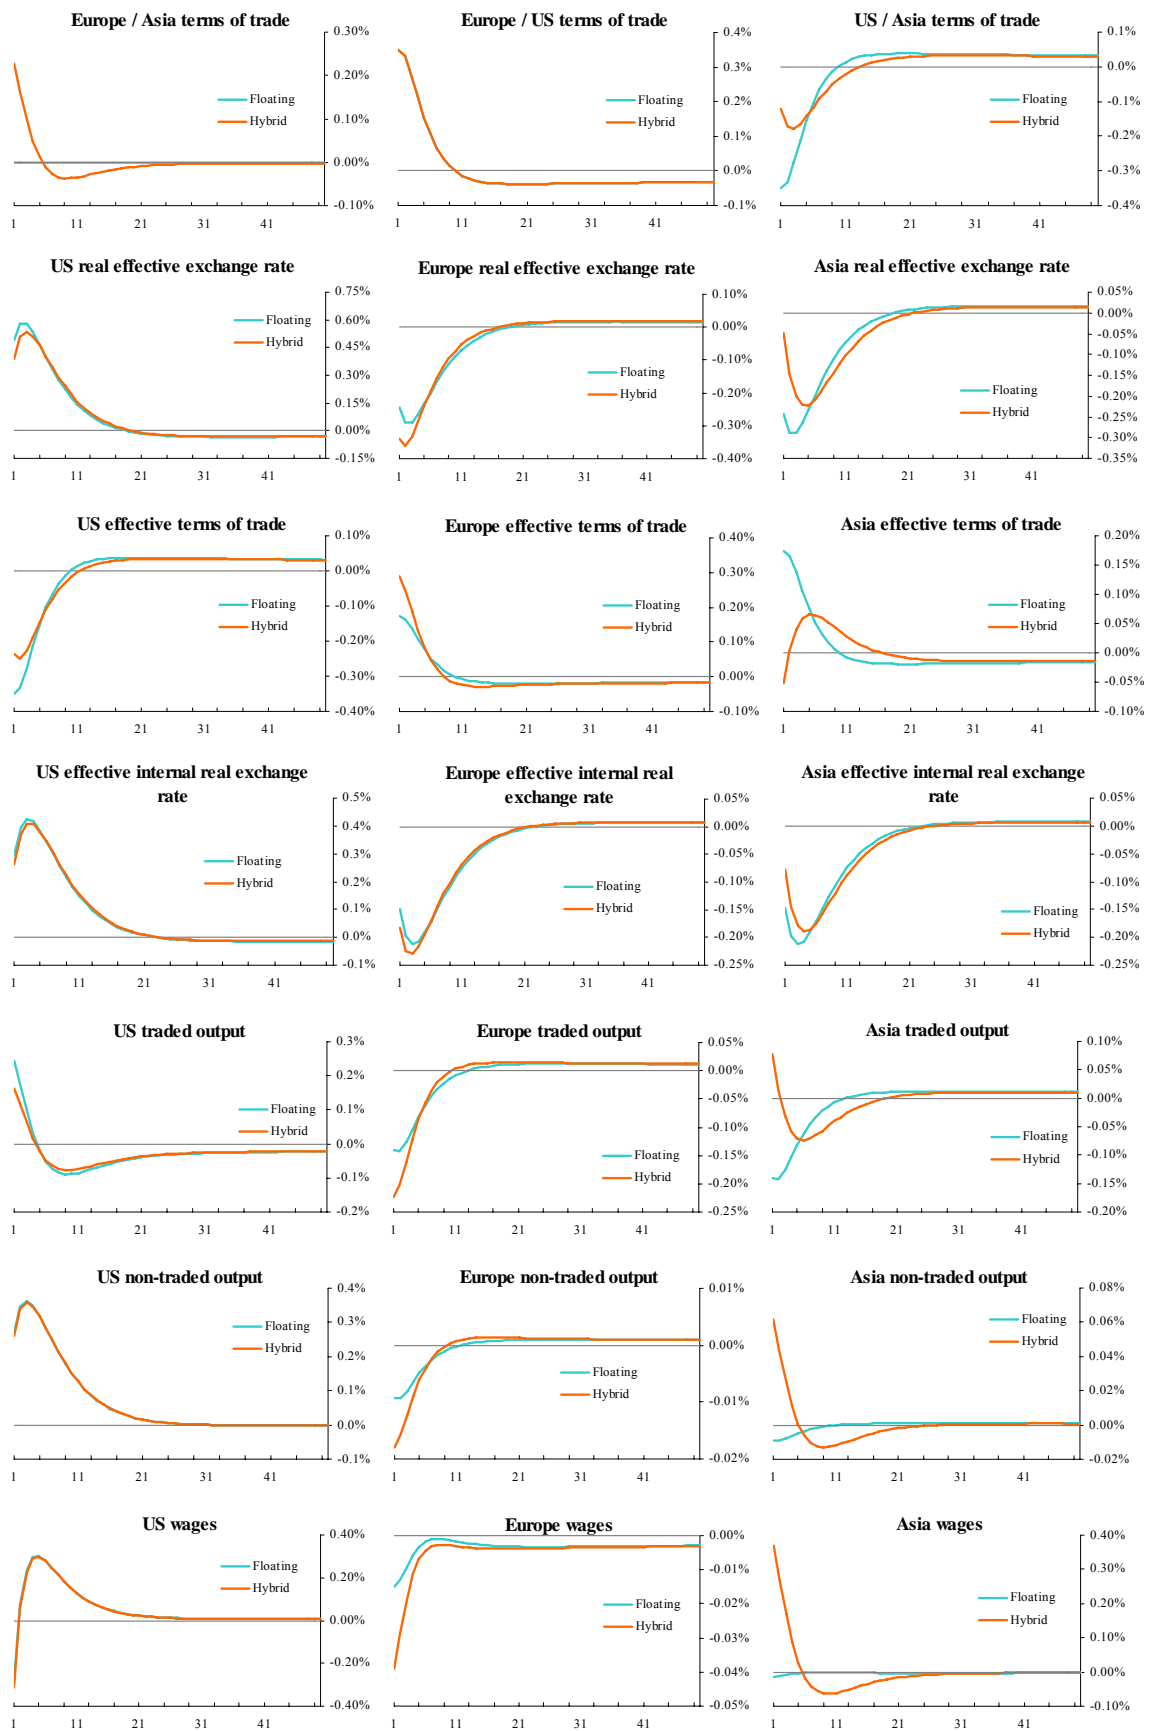 Europe / Asia terms of trade
0.30%
0.20%
0.10%
0.00%
-0.10%
Floating
Hybrid
1 11 21 31 41
Europe / US terms of trade
0.4%
0.3%
0.2%
0.1%
0.0%
-0.1%
Floating
Hybrid
1 11 21 31 41
US / Asia terms of trade
0.1%
0.0%
-0.1%
-0.2%
-0.3%
-0.4%
Floating
Hybrid
1 11 21 31 41
US real effective exchange rate
0.75%
0.60%
0.45%
0.30%
0.15%
0.00%
-0.15%
Floating
Hybrid
1 11 21 31 41
Europe real effective exchange rate
0.10%
0.00%
-0.10%
-0.20%
-0.30%
-0.40%
Floating
Hybrid
1 11 21 31 41
Asia real effective exchange rate
0.05%
0.00%
-0.05%
-0.10%
-0.15%
-0.20%
-0.25%
-0.30%
-0.35%
Floating
Hybrid
1 11 21 31 41
US effective terms of trade
0.10%
0.00%
-0.10%
-0.20%
-0.30%
-0.40%
Floating
Hybrid
1 11 21 31 41
Europe effective terms of trade
0.40%
0.30%
0.20%
0.10%
0.00%
-0.10%
Floating
Hybrid
1 11 21 31 41
Asia effective terms of trade
0.20%
0.15%
0.10%
0.05%
0.00%
-0.05%
-0.10%
Floating
Hybrid
1 11 21 31 41
US effective internal real exchange
rate
0.5%
0.4%
0.3%
0.2%
0.1%
0.0%
-0.1%
Floating
Hybrid
1 11 21 31 41
Europe effective internal real
exchange rate
0.05%
0.00%
-0.05%
-0.10%
-0.15%
-0.20%
-0.25%
Floating
Hybrid
1 11 21 31 41
Asia effective internal real exchange
rate
0.05%
0.00%
-0.05%
-0.10%
-0.15%
-0.20%
-0.25%
Floating
Hybrid
1 11 21 31 41
US traded output
0.3%
0.2%
0.1%
0.0%
-0.1%
-0.2%
Floating
Hybrid
1 11 21 31 41
Europe traded output
0.05%
0.00%
-0.05%
-0.10%
-0.15%
-0.20%
-0.25%
Floating
Hybrid
1 11 21 31 41
Asia traded output
0.10%
0.05%
0.00%
-0.05%
-0.10%
-0.15%
-0.20%
Floating
Hybrid
1 11 21 31 41
US non-traded output
0.4%
0.3%
0.2%
0.1%
0.0%
-0.1%
Floating
Hybrid
1 11 21 31 41
Europe non-traded output
0.01%
0.00%
-0.01%
-0.02%
Floating
Hybrid
1 11 21 31 41
Asia non-traded output
0.08%
0.06%
0.04%
0.02%
0.00%
-0.02%
Floating
Hybrid
1 11 21 31 41
US wages
0.40%
0.20%
0.00%
-0.20%
-0.40%
Floating
Hybrid
1 11 21 31 41
Europe wages
0.00%
-0.01%
-0.02%
-0.03%
-0.04%
-0.05%
Floating
Hybrid
1 11 21 31 41
Asia wages
0.40%
0.30%
0.20%
0.10%
0.00%
-0.10%
Floating
Hybrid
1 11 21 31 41